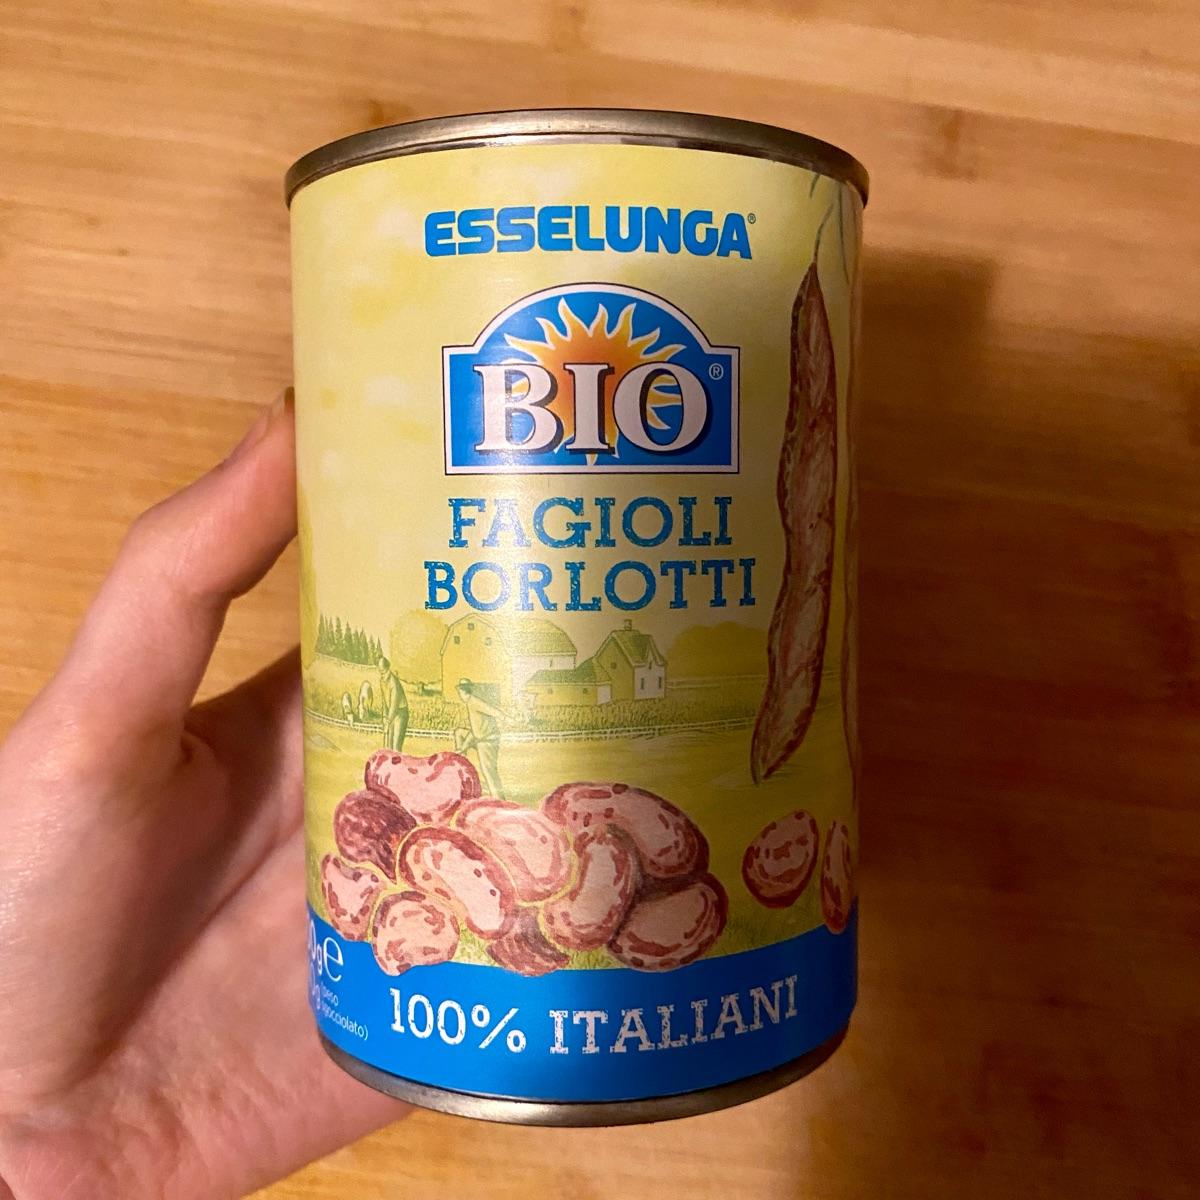 ESSELUNGA®
BIO®
FAGIOLI
BORLOTTI
100% ITALIANI